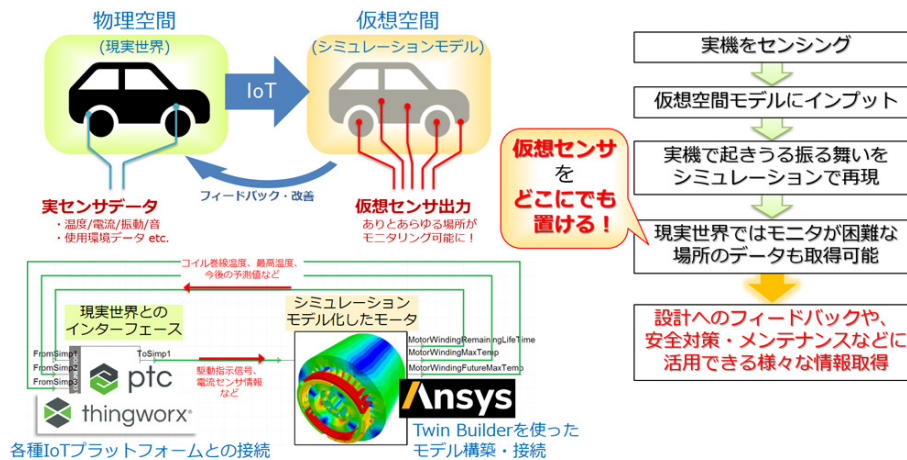 物理空間
(現実世界)
仮想空間
(シミュレーションモデル)
IoT
フィードバック・改善
実センサデータ
・温度/電流/振動/音
・使用環境データ etc.
仮想センサ出力
ありとあらゆる場所が
モニタリング可能に！
コイル巻線温度、最高温度、
今後の予測値など
現実世界との
インターフェース
シミュレーション
モデル化したモータ
FromSimp1
FromSimp2
FromSimp3
ToSimp1
ptc
thingworx®
駆動指示信号、
電流センサ情報
など
MotorWindingRemainingLifeTime
MotorWindingMaxTemp
MotorWindingFutureMaxTemp
Ansys
各種IoTプラットフォームとの接続
Twin Builderを使った
モデル構築・接続
実機をセンシング
仮想空間モデルにインプット
実機で起きうる振る舞いを
シミュレーションで再現
仮想センサ
を
どこにでも
置ける！
現実世界ではモニタが困難な
場所のデータも取得可能
設計へのフィードバックや、
安全対策・メンテナンスなどに
活用できる様々な情報取得